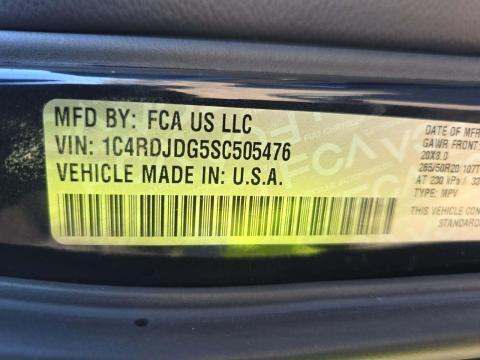 MFD BY: FCA US LLC
VIN: 1C4RDJDG5SC505476
VEHICLE MADE IN: U.S.A.
DATE OF MFR
GAWR FRONT
20X8.0
265/50R20 107T
AT 230 kPa / 33
TYPE: MPV
THIS VEHICLE CON
STANDARD